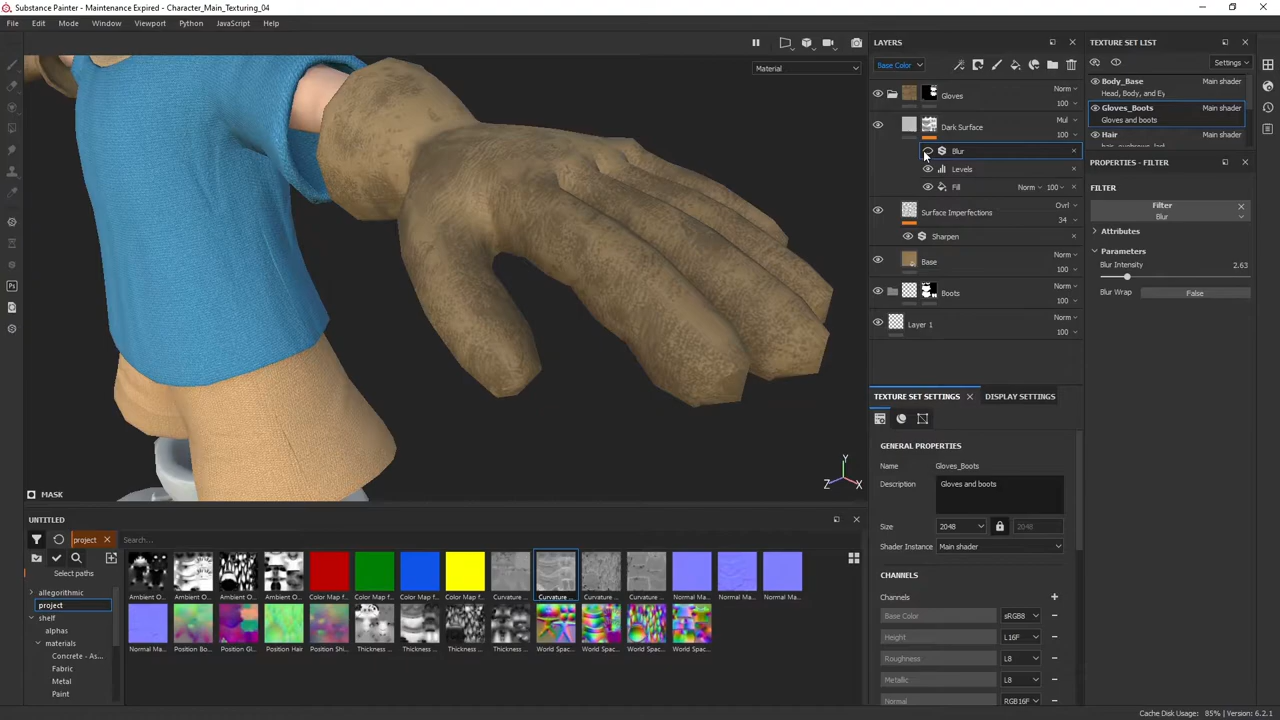 Substance Painter - Maintenance Expired - Character_Main_Texturing_04
File Edit Mode Window Viewport Python JavaScript Help
Material
MASK
Y
Z X
LAYERS
Base Color
Gloves Norm 100
Dark Surface Mul 100
Blur
Levels
Fill Norm 100
Surface Imperfections Ovrl 34
Sharpen
Base Norm 100
Boots Norm 100
Layer 1 Norm 100
TEXTURE SET LIST
Settings
Body_Base Main shader
Head, Body, and Ey
Gloves_Boots Main shader
Gloves and boots
Hair Main shader
PROPERTIES - FILTER
FILTER
Filter
Blur
Attributes
Parameters
Blur Intensity 2.63
Blur Wrap False
TEXTURE SET SETTINGS DISPLAY SETTINGS
GENERAL PROPERTIES
Name Gloves_Boots
Description Gloves and boots
Size 2048 2048
Shader Instance Main shader
CHANNELS
Channels
Base Color sRGB8
Height L16F
Roughness L8
Metallic L8
Normal RGB16F
UNTITLED
project Search...
Select paths
allegorithmic
project
shelf
alphas
materials
Concrete - As...
Fabric
Metal
Paint
Ambient O... Ambient O... Ambient O... Ambient O... Color Map f... Color Map f... Color Map f... Color Map f... Curvature ... Curvature ... Curvature ... Curvature ... Normal Ma... Normal Ma... Normal Ma...
Normal Ma... Position Bo... Position Gl... Position Hair Position Shi... Thickness ... Thickness ... Thickness ... Thickness ... World Spac... World Spac... World Spac... World Spac...
Cache Disk Usage: 85% | Version: 6.2.1